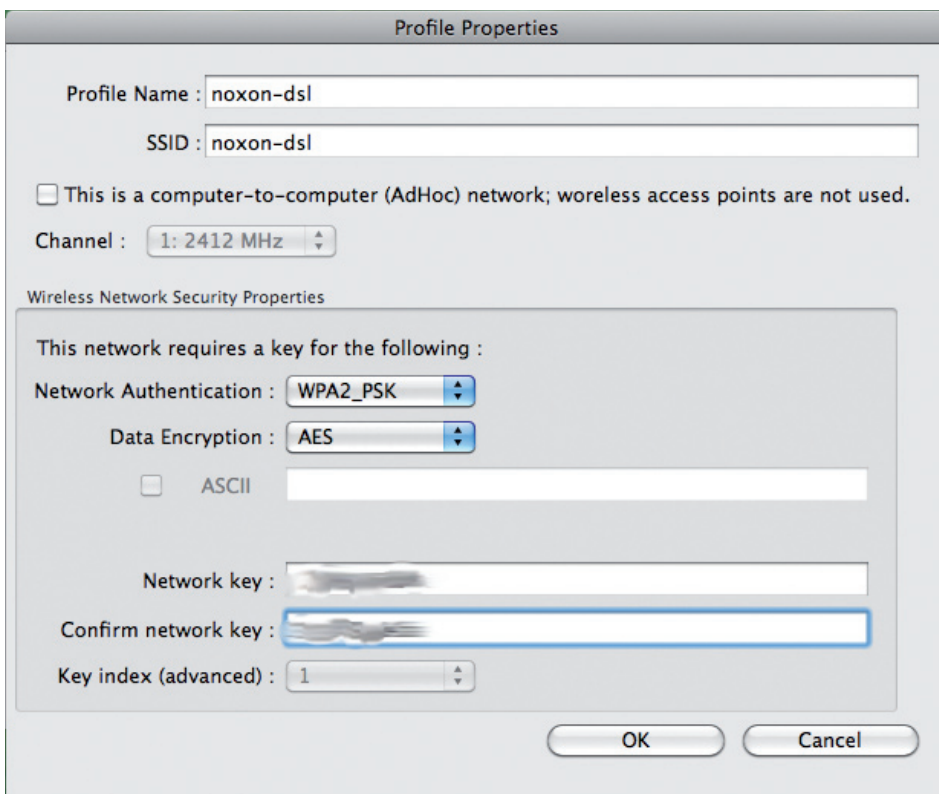 Profile Properties
Profile Name : noxon-dsl
SSID : noxon-dsl
This is a computer-to-computer (AdHoc) network; woreless access points are not used.
Channel : 1: 2412 MHz
Wireless Network Security Properties
This network requires a key for the following :
Network Authentication : WPA2_PSK
Data Encryption : AES
ASCII
Network key :
Confirm network key :
Key index (advanced) : 1
OK Cancel